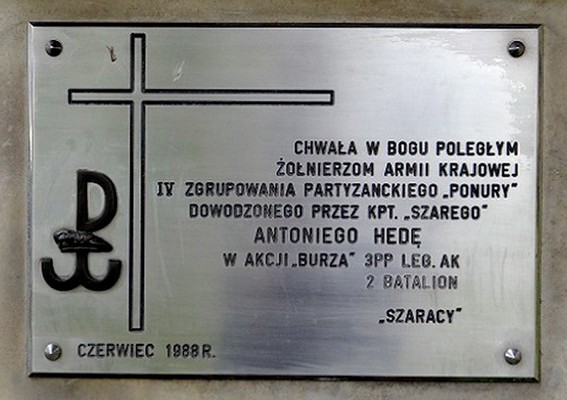 CHWAŁA W BOGU POLEGŁYM
ŻOŁNIERZOM ARMII KRAJOWEJ
IV ZGRUPOWANIA PARTYZANCKIEGO „PONURY"
DOWODZONEGO PRZEZ KPT. „SZAREGO"
ANTONIEGO HEDĘ
W AKCJI „BURZA" 3PP LEG. AK
2 BATALION
„SZARACY"
CZERWIEC 1988R.